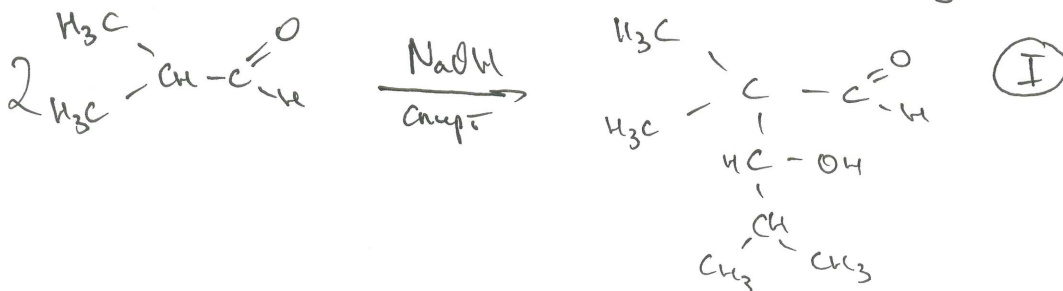 H₃C
2 CH – C = O
H₃C H
NaOH
спирт
H₃C
C – C = O
H₃C H
HC – OH
CH
CH₃ CH₃
I